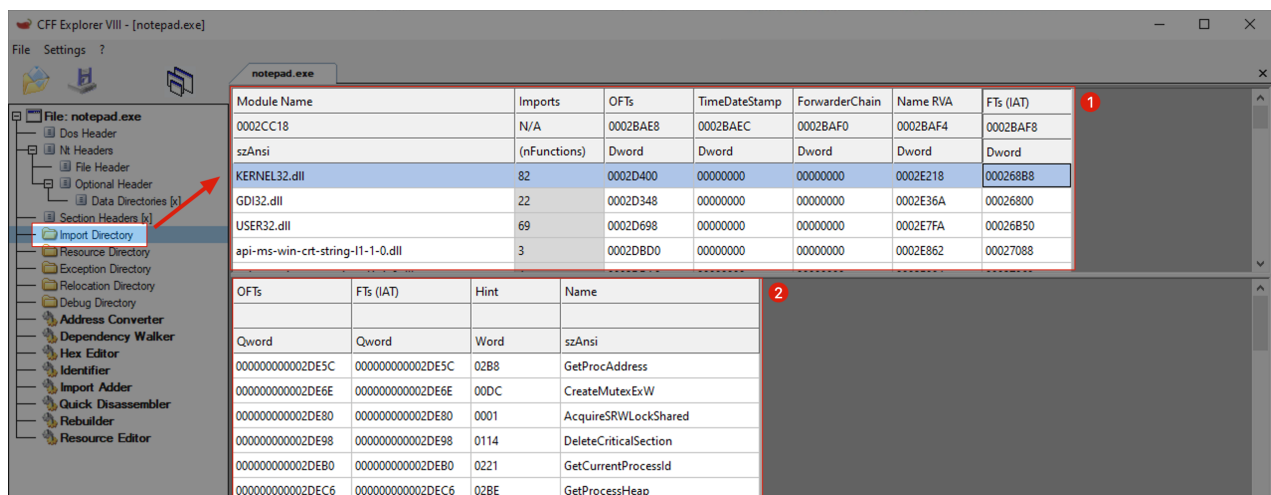 CFF Explorer VIII - [notepad.exe]
File Settings ?
notepad.exe
File: notepad.exe
Dos Header
Nt Headers
File Header
Optional Header
Data Directories [x]
Section Headers [x]
Import Directory
Resource Directory
Exception Directory
Relocation Directory
Debug Directory
Address Converter
Dependency Walker
Hex Editor
Identifier
Import Adder
Quick Disassembler
Rebuilder
Resource Editor
Module Name Imports OFTs TimeDateStamp ForwarderChain Name RVA FTs (IAT) 1
0002CC18 N/A 0002BAE8 0002BAEC 0002BAF0 0002BAF4 0002BAF8
szAnsi (nFunctions) Dword Dword Dword Dword Dword
KERNEL32.dll 82 0002D400 00000000 00000000 0002E218 000268B8
GDI32.dll 22 0002D348 00000000 00000000 0002E36A 00026800
USER32.dll 69 0002D698 00000000 00000000 0002E7FA 00026B50
api-ms-win-crt-string-l1-1-0.dll 3 0002DBD0 00000000 00000000 0002E862 00027088
OFTs FTs (IAT) Hint Name 2
Qword Qword Word szAnsi
000000000002DE5C 000000000002DE5C 02B8 GetProcAddress
000000000002DE6E 000000000002DE6E 00DC CreateMutexExW
000000000002DE80 000000000002DE80 0001 AcquireSRWLockShared
000000000002DE98 000000000002DE98 0114 DeleteCriticalSection
000000000002DEB0 000000000002DEB0 0221 GetCurrentProcessId
000000000002DEC6 000000000002DEC6 02BE GetProcessHeap